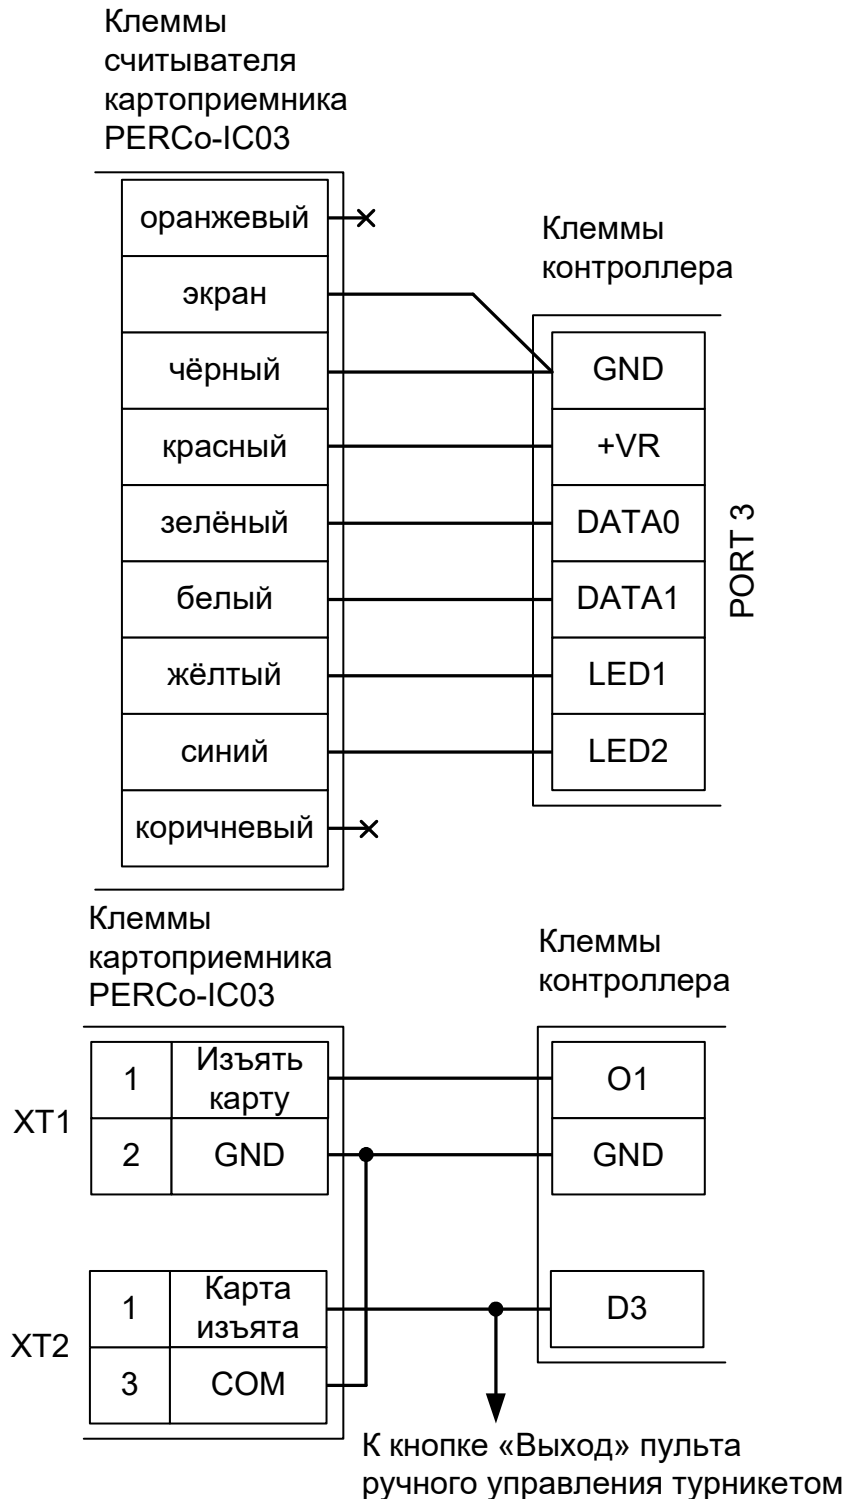 Клеммы
считывателя
картоприемника
PERCo-IC03
оранжевый
экран
чёрный
красный
зелёный
белый
жёлтый
синий
коричневый
Клеммы
контроллера
GND
+VR
DATA0
DATA1
LED1
LED2
PORT 3
Клеммы
картоприемника
PERCo-IC03
Клеммы
контроллера
XT1
1
Изъять
карту
2
GND
O1
GND
XT2
1
Карта
изъята
3
COM
D3
К кнопке «Выход» пульта
ручного управления турникетом